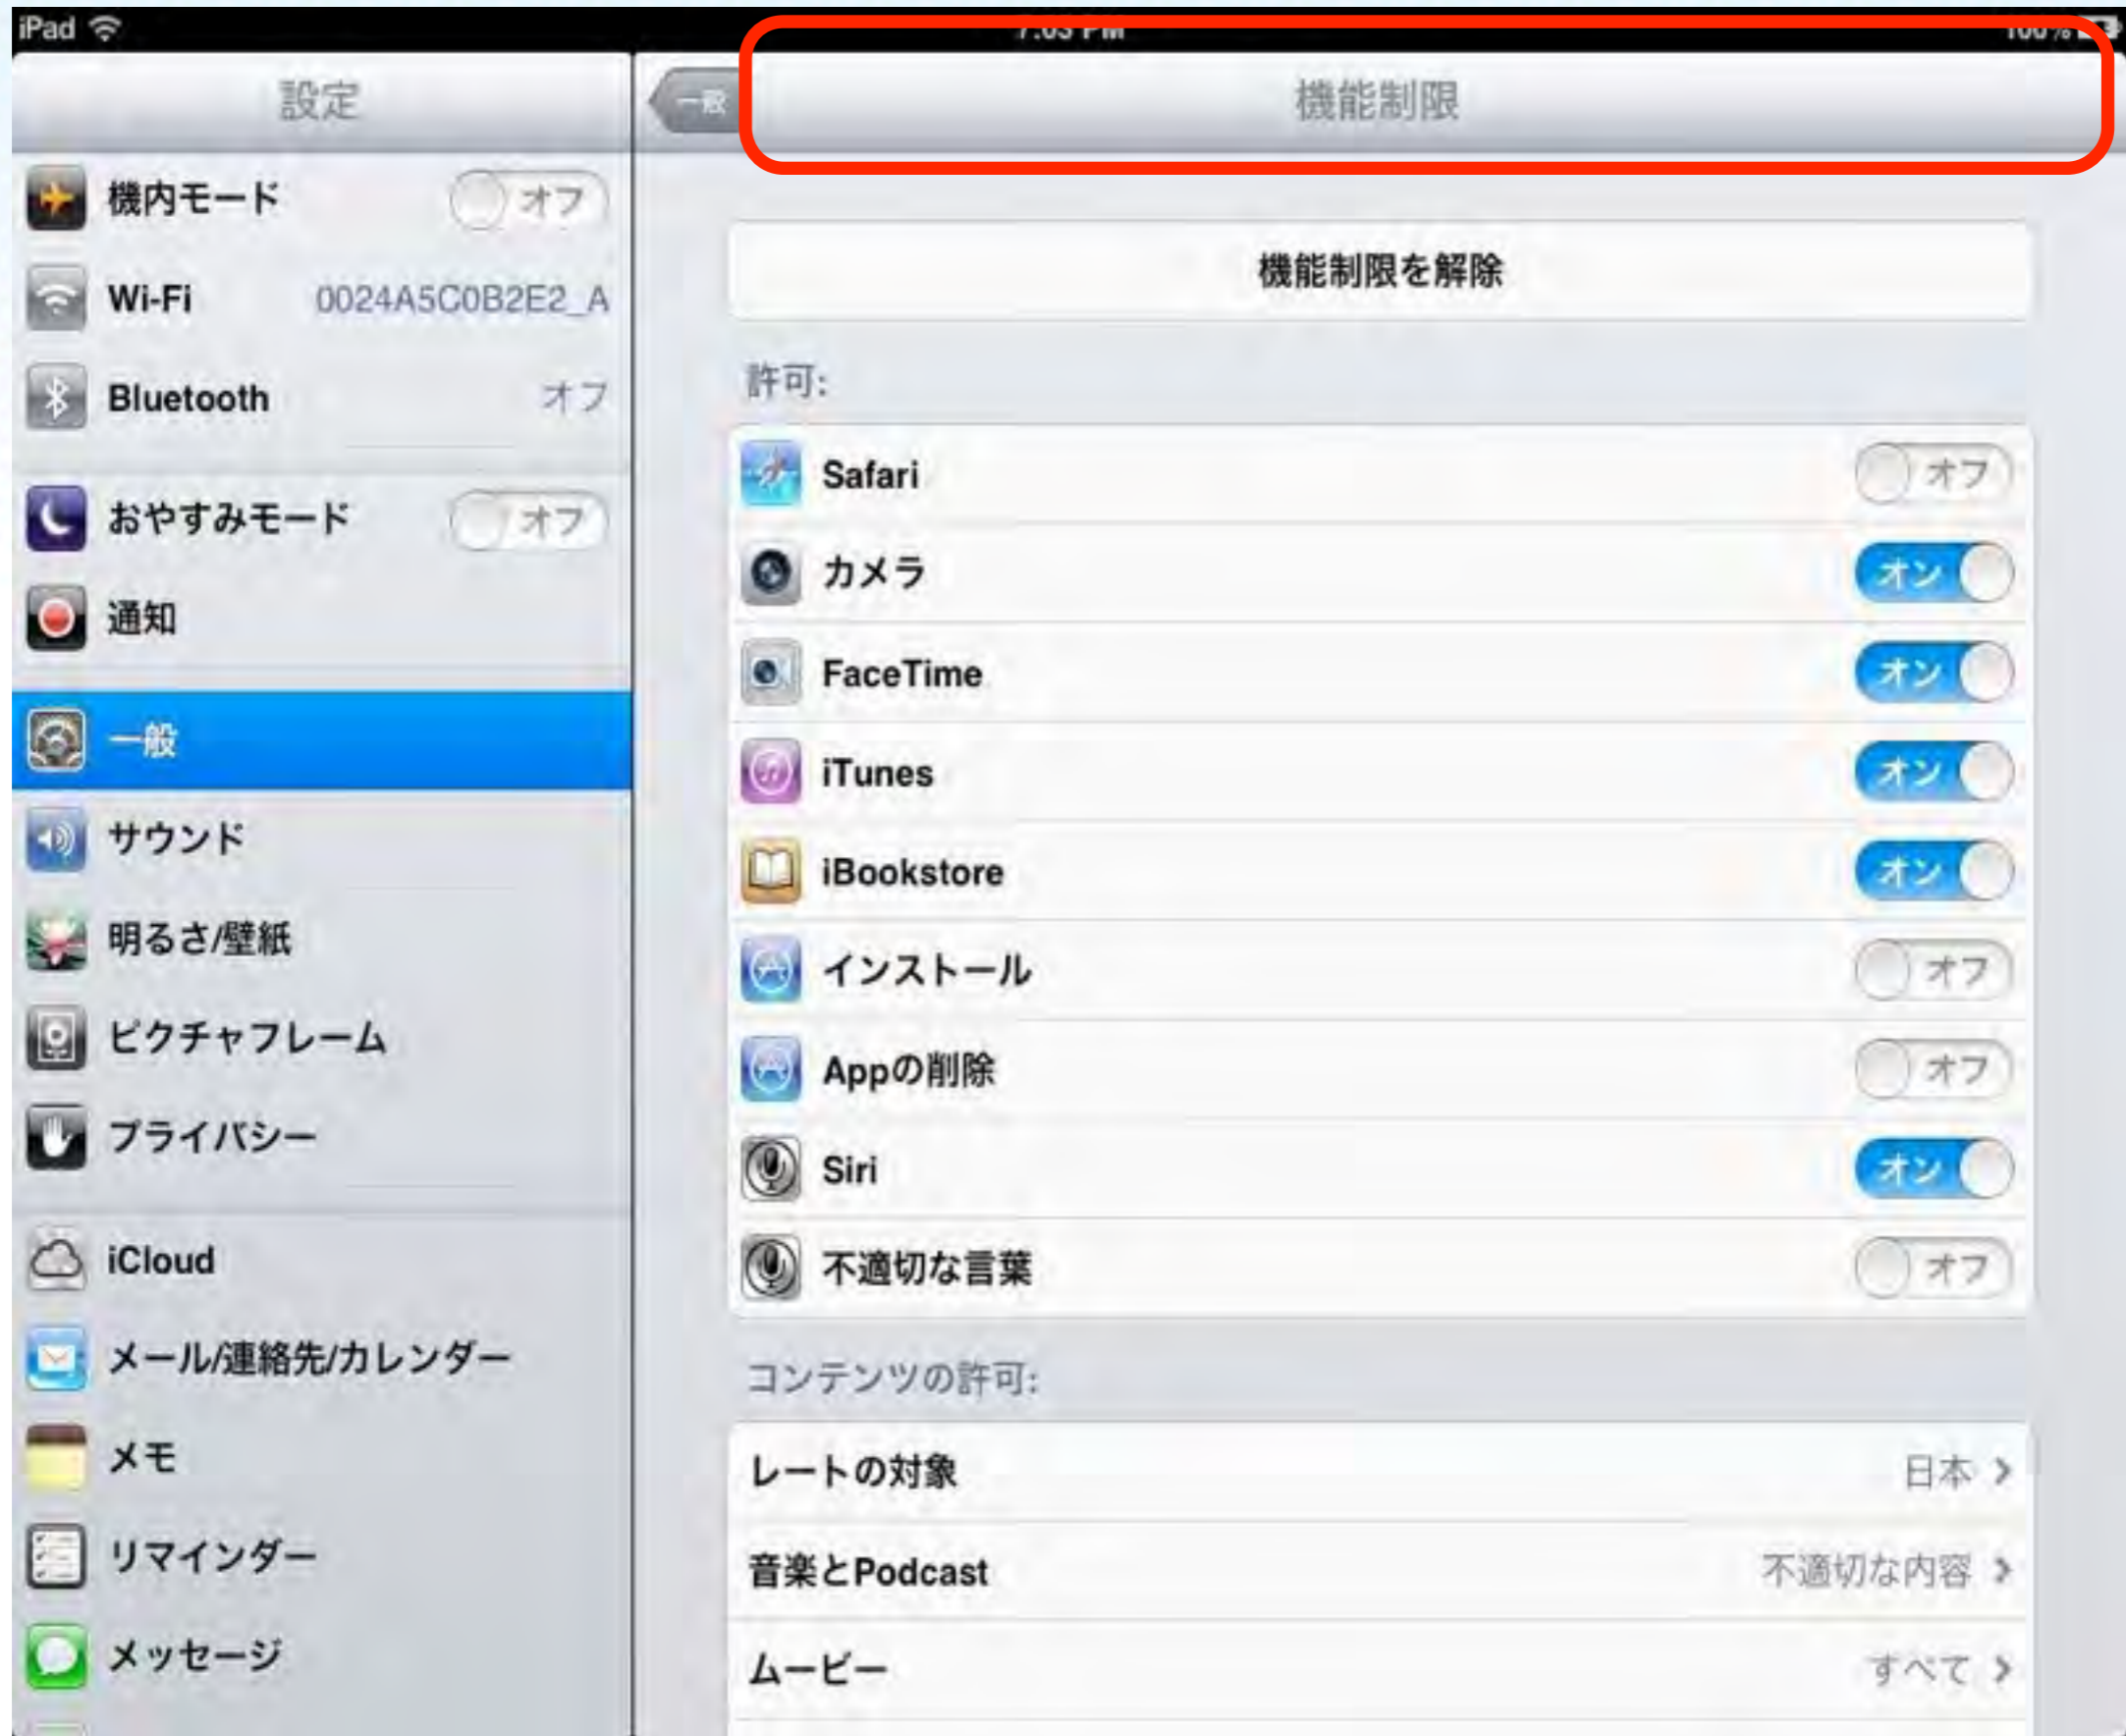 iPad
7:03 PM
100%
設定
機内モード オフ
Wi-Fi 0024A5C0B2E2_A
Bluetooth オフ
おやすみモード オフ
通知
一般
サウンド
明るさ/壁紙
ピクチャフレーム
プライバシー
iCloud
メール/連絡先/カレンダー
メモ
リマインダー
メッセージ
一般
機能制限
機能制限を解除
許可:
Safari オフ
カメラ オン
FaceTime オン
iTunes オン
iBookstore オン
インストール オフ
Appの削除 オフ
Siri オン
不適切な言葉 オフ
コンテンツの許可:
レートの対象 日本
音楽とPodcast 不適切な内容
ムービー すべて